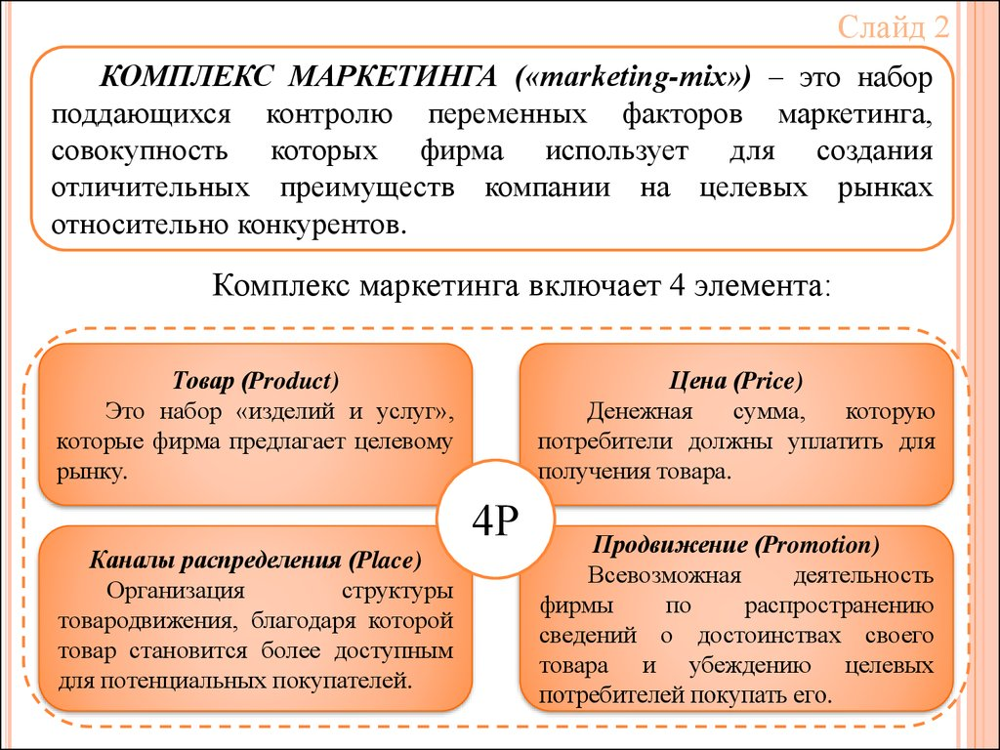 Слайд 2
КОМПЛЕКС МАРКЕТИНГА («marketing-mix») – это набор
поддающихся контролю переменных факторов маркетинга,
совокупность которых фирма использует для создания
отличительных преимуществ компании на целевых рынках
относительно конкурентов.
Комплекс маркетинга включает 4 элемента:
Товар (Product)
Это набор «изделий и услуг»,
которые фирма предлагает целевому
рынку.
Цена (Price)
Денежная сумма, которую
потребители должны уплатить для
получения товара.
4P
Каналы распределения (Place)
Организация структуры
товародвижения, благодаря которой
товар становится более доступным
для потенциальных покупателей.
Продвижение (Promotion)
Всевозможная деятельность
фирмы по распространению
сведений о достоинствах своего
товара и убеждению целевых
потребителей покупать его.